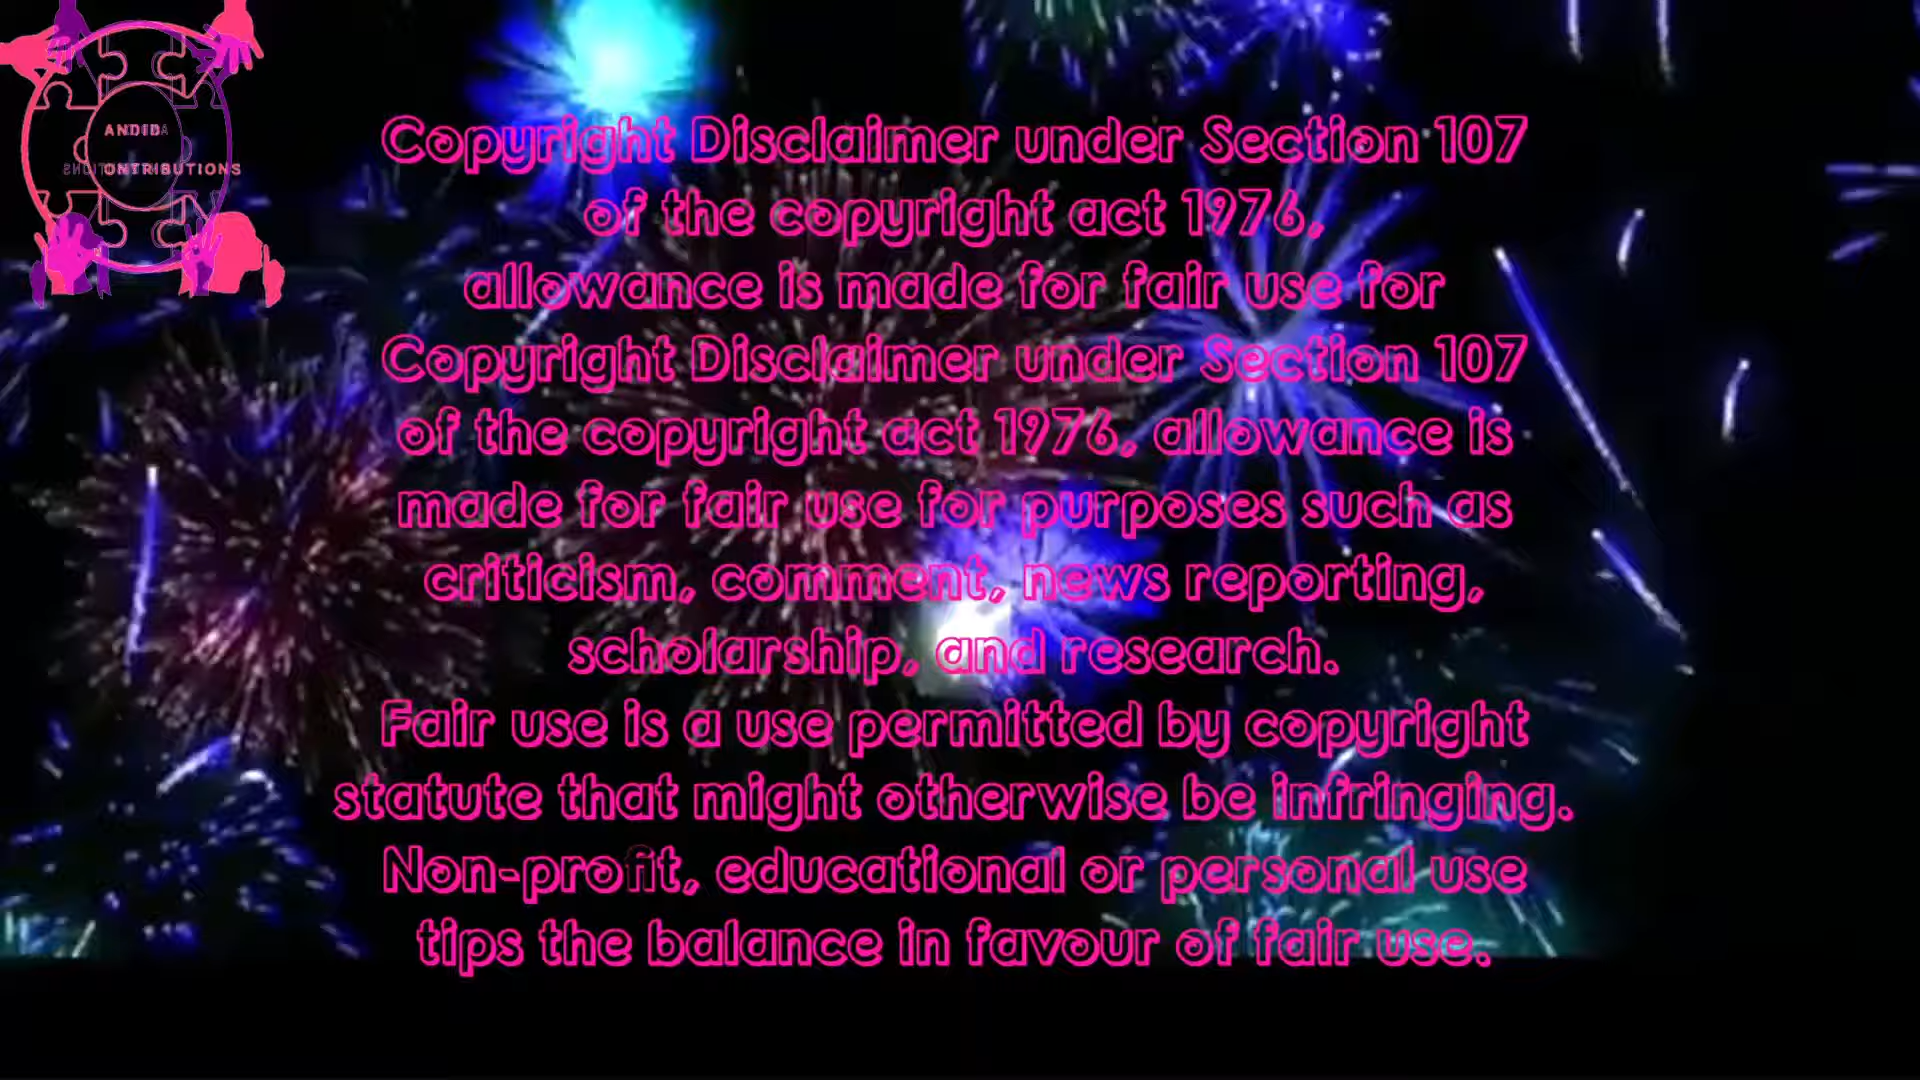 ANDIDA
ONTRIBUTIONS
Copyright Disclaimer under Section 107
of the copyright act 1976,
allowance is made for fair use for
Copyright Disclaimer under Section 107
of the copyright act 1976, allowance is
made for fair use for purposes such as
criticism, comment, news reporting,
scholarship, and research.
Fair use is a use permitted by copyright
statute that might otherwise be infringing.
Non-profit, educational or personal use
tips the balance in favour of fair use.